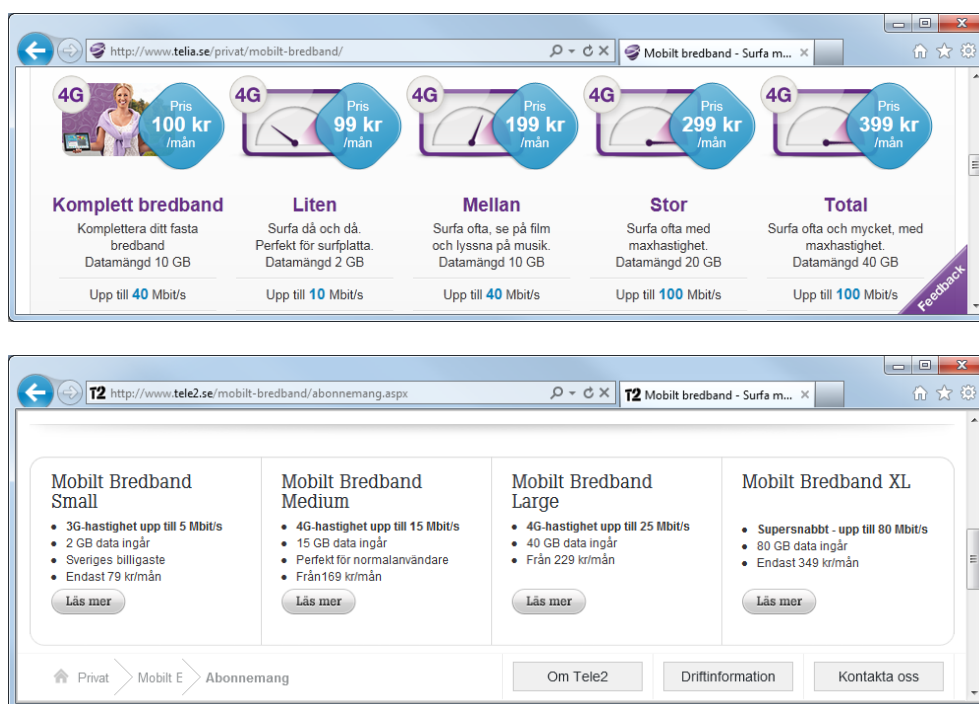 http://www.telia.se/privat/mobilt-bredband/
Mobilt bredband - Surfa m...
4G Pris 100 kr /mån
4G Pris 99 kr /mån
4G Pris 199 kr /mån
4G Pris 299 kr /mån
4G Pris 399 kr /mån
Komplett bredband
Komplettera ditt fasta
bredband
Datamängd 10 GB
Upp till 40 Mbit/s
Liten
Surfa då och då.
Perfekt för surfplatta.
Datamängd 2 GB
Upp till 10 Mbit/s
Mellan
Surfa ofta, se på film
och lyssna på musik.
Datamängd 10 GB
Upp till 40 Mbit/s
Stor
Surfa ofta med
maxhastighet.
Datamängd 20 GB
Upp till 100 Mbit/s
Total
Surfa ofta och mycket, med
maxhastighet.
Datamängd 40 GB
Upp till 100 Mbit/s
Feedback
T2 http://www.tele2.se/mobilt-bredband/abonnemang.aspx
T2 Mobilt bredband - Surfa m...
Mobilt Bredband
Small
• 3G-hastighet upp till 5 Mbit/s
• 2 GB data ingår
• Sveriges billigaste
• Endast 79 kr/mån
Läs mer
Mobilt Bredband
Medium
• 4G-hastighet upp till 15 Mbit/s
• 15 GB data ingår
• Perfekt för normalanvändare
• Från169 kr/mån
Läs mer
Mobilt Bredband
Large
• 4G-hastighet upp till 25 Mbit/s
• 40 GB data ingår
• Från 229 kr/mån
Läs mer
Mobilt Bredband XL
• Supersnabbt - upp till 80 Mbit/s
• 80 GB data ingår
• Endast 349 kr/mån
Läs mer
Privat Mobilt E Abonnemang
Om Tele2
Driftinformation
Kontakta oss